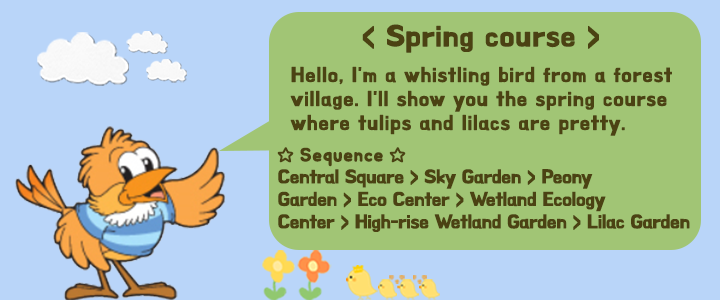 < Spring course >
Hello, I'm a whistling bird from a forest
village. I'll show you the spring course
where tulips and lilacs are pretty.
☆ Sequence ☆
Central Square > Sky Garden > Peony
Garden > Eco Center > Wetland Ecology
Center > High-rise Wetland Garden > Lilac Garden